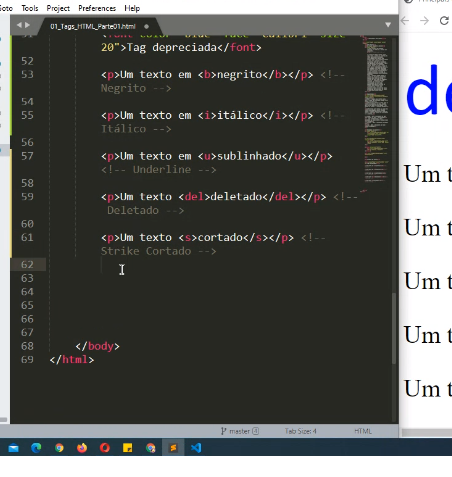 Goto Tools Project Preferences Help
01_Tags_HTML_Parte01.html
20">Tag depreciada</font>
52
53 <p>Um texto em <b>negrito</b></p> <!--
Negrito -->
54
55 <p>Um texto em <i>itálico</i></p> <!--
Itálico -->
56
57 <p>Um texto em <u>sublinhado</u></p>
<!-- Underline -->
58
59 <p>Um texto <del>deletado</del></p> <!--
Deletado -->
60
61 <p>Um texto <s>cortado</s></p> <!--
Strike Cortado -->
62
63
64
65
66
67
68 </body>
69 </html>
de
Um t
Um t
Um t
Um t
Um t
master 4 Tab Size: 4 HTML